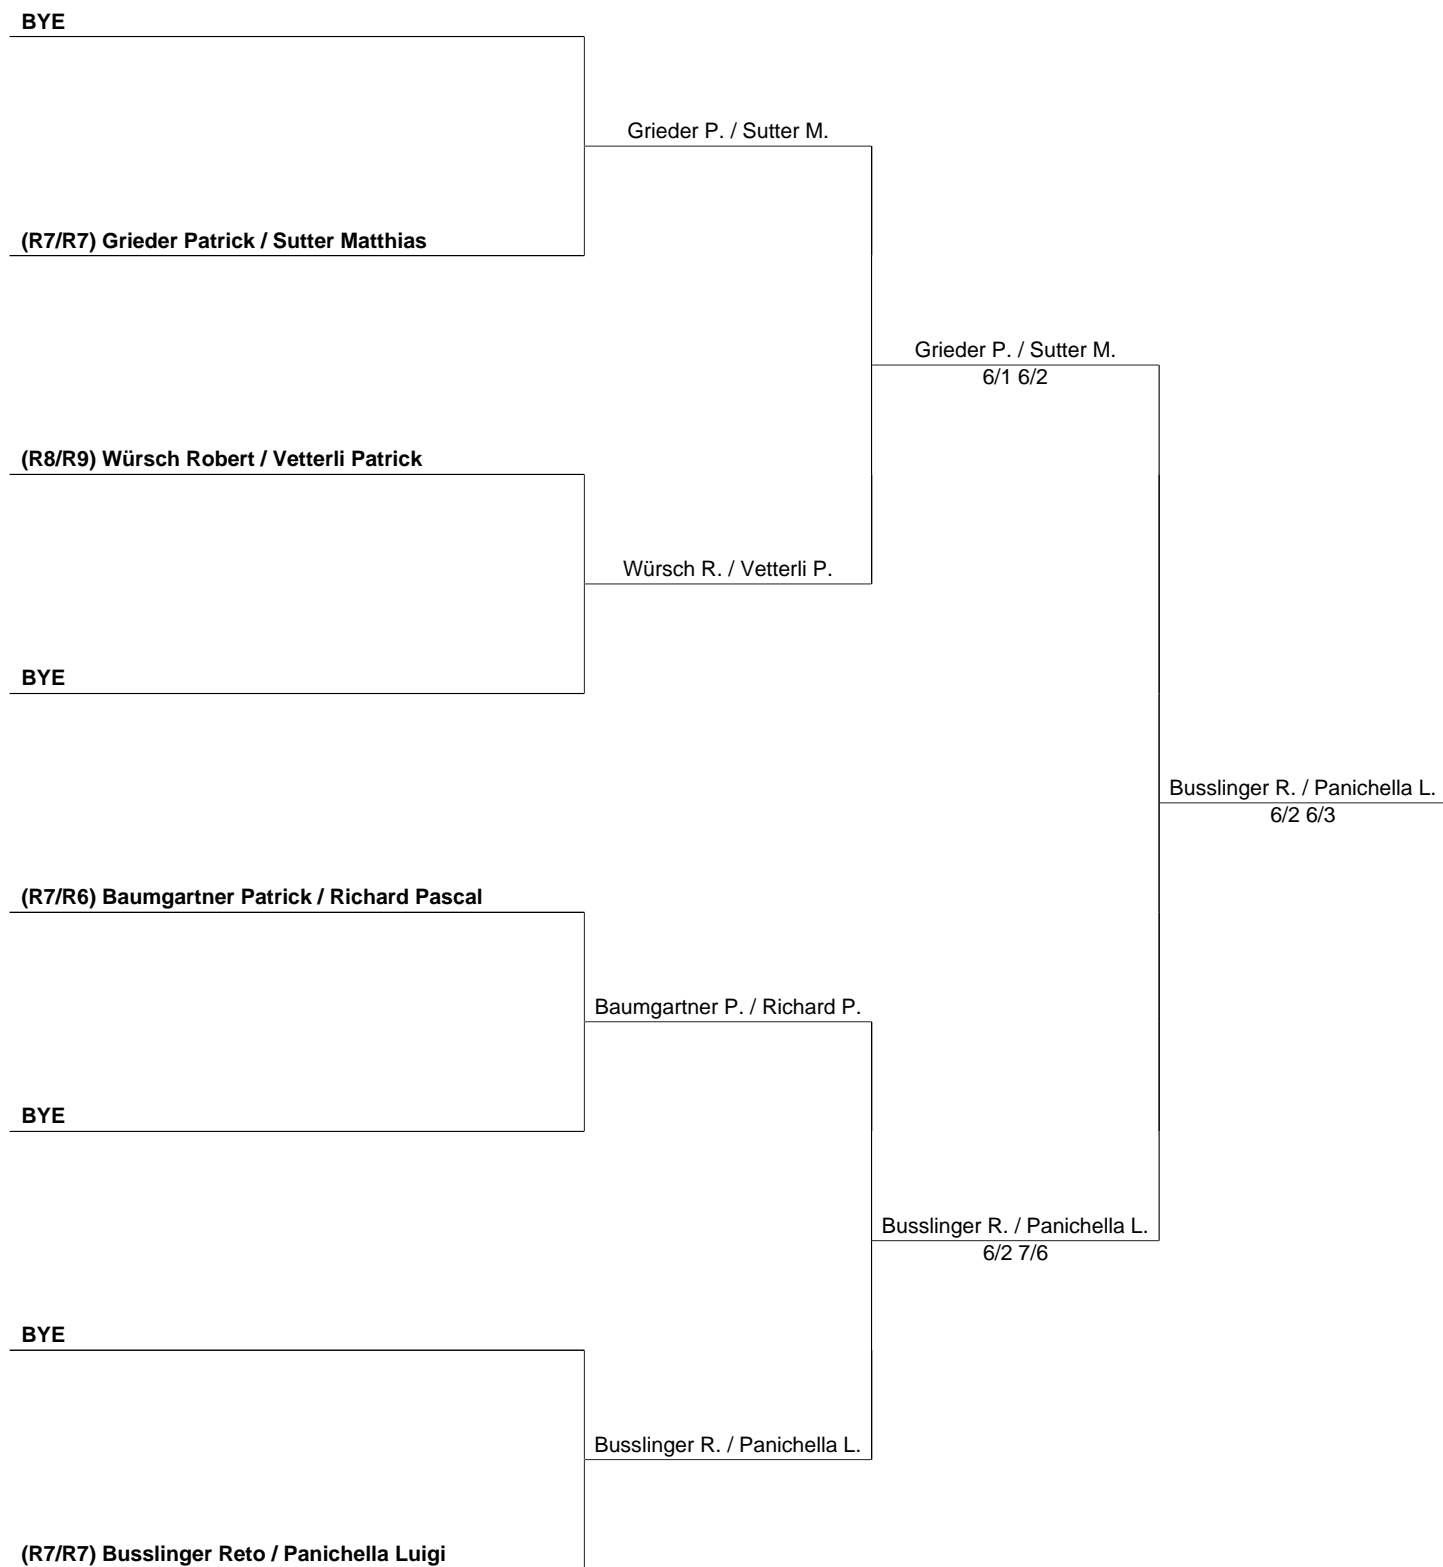 BYE
Grieder P. / Sutter M.
(R7/R7) Grieder Patrick / Sutter Matthias
Grieder P. / Sutter M.
6/1 6/2
(R8/R9) Würsch Robert / Vetterli Patrick
Würsch R. / Vetterli P.
BYE
Busslinger R. / Panichella L.
6/2 6/3
(R7/R6) Baumgartner Patrick / Richard Pascal
Baumgartner P. / Richard P.
BYE
Busslinger R. / Panichella L.
6/2 7/6
BYE
Busslinger R. / Panichella L.
(R7/R7) Busslinger Reto / Panichella Luigi